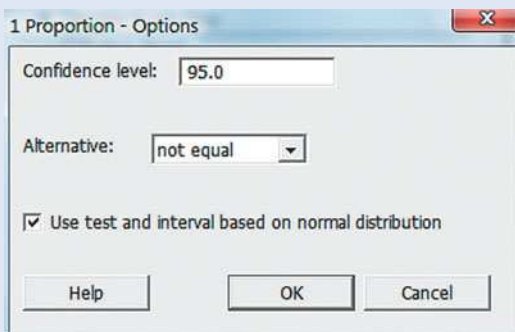 1 Proportion - Options
X
Confidence level: 95.0
Alternative: not equal
Use test and interval based on normal distribution
Help OK Cancel